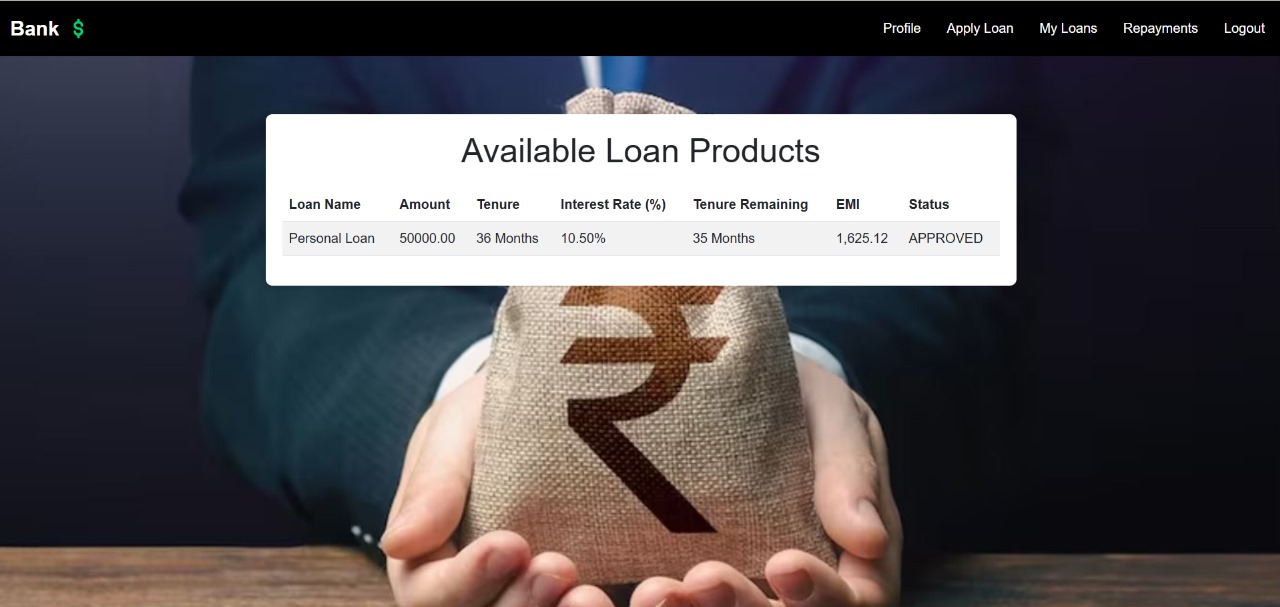 Bank $
Profile Apply Loan My Loans Repayments Logout
Available Loan Products
Loan Name Amount Tenure Interest Rate (%) Tenure Remaining EMI Status
Personal Loan 50000.00 36 Months 10.50% 35 Months 1,625.12 APPROVED
₹